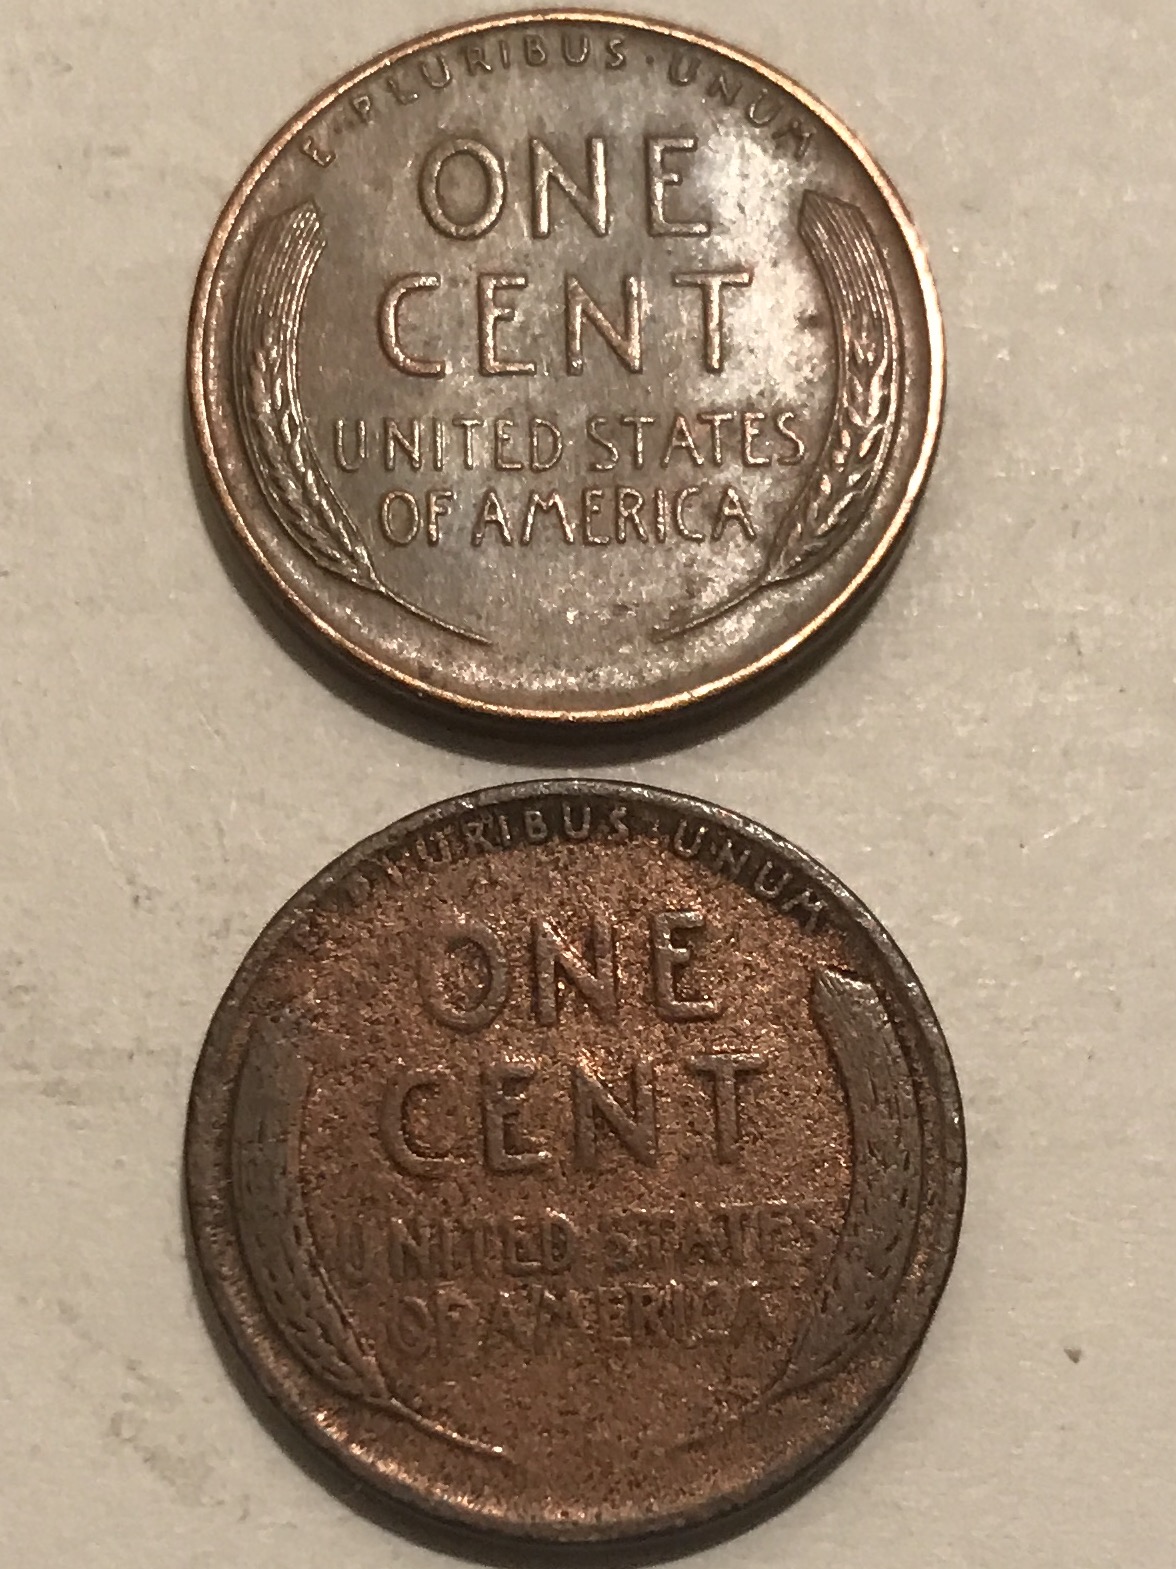 E · PLURIBUS · UNUM
ONE
CENT
UNITED STATES
OF AMERICA
PLURIBUS · UNUM
ONE
CENT
UNITED STATES
OF AMERICA